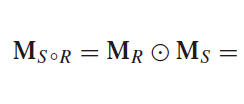 M_{S∘R} = M_R ⊙ M_S =